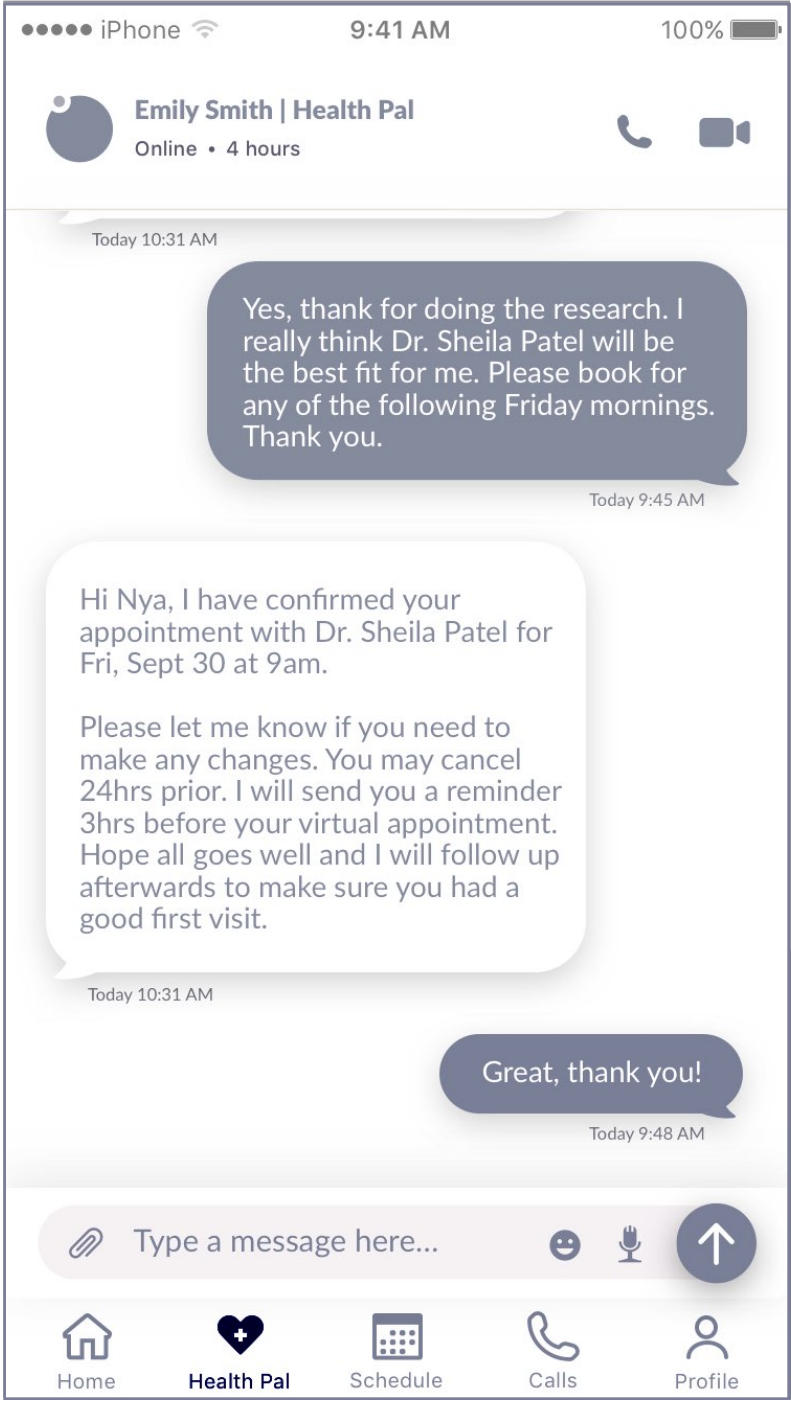 iPhone 9:41 AM 100%
Emily Smith | Health Pal
Online • 4 hours
Today 10:31 AM
Yes, thank for doing the research. I
really think Dr. Sheila Patel will be
the best fit for me. Please book for
any of the following Friday mornings.
Thank you.
Today 9:45 AM
Hi Nya, I have confirmed your
appointment with Dr. Sheila Patel for
Fri, Sept 30 at 9am.
Please let me know if you need to
make any changes. You may cancel
24hrs prior. I will send you a reminder
3hrs before your virtual appointment.
Hope all goes well and I will follow up
afterwards to make sure you had a
good first visit.
Today 10:31 AM
Great, thank you!
Today 9:48 AM
Type a message here...
Home Health Pal Schedule Calls Profile